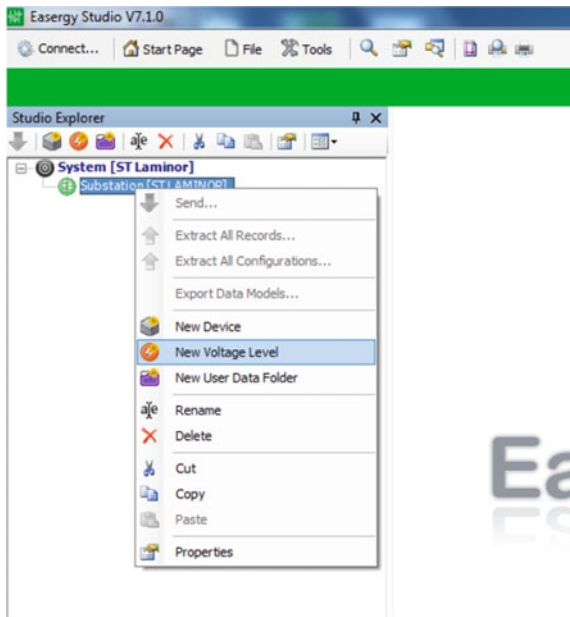 Easergy Studio V7.1.0
Connect... Start Page File Tools
Studio Explorer
System [ST Laminor]
Substation [ST LAMINOR]
Send...
Extract All Records...
Extract All Configurations...
Export Data Models...
New Device
New Voltage Level
New User Data Folder
Rename
Delete
Cut
Copy
Paste
Properties
Ea